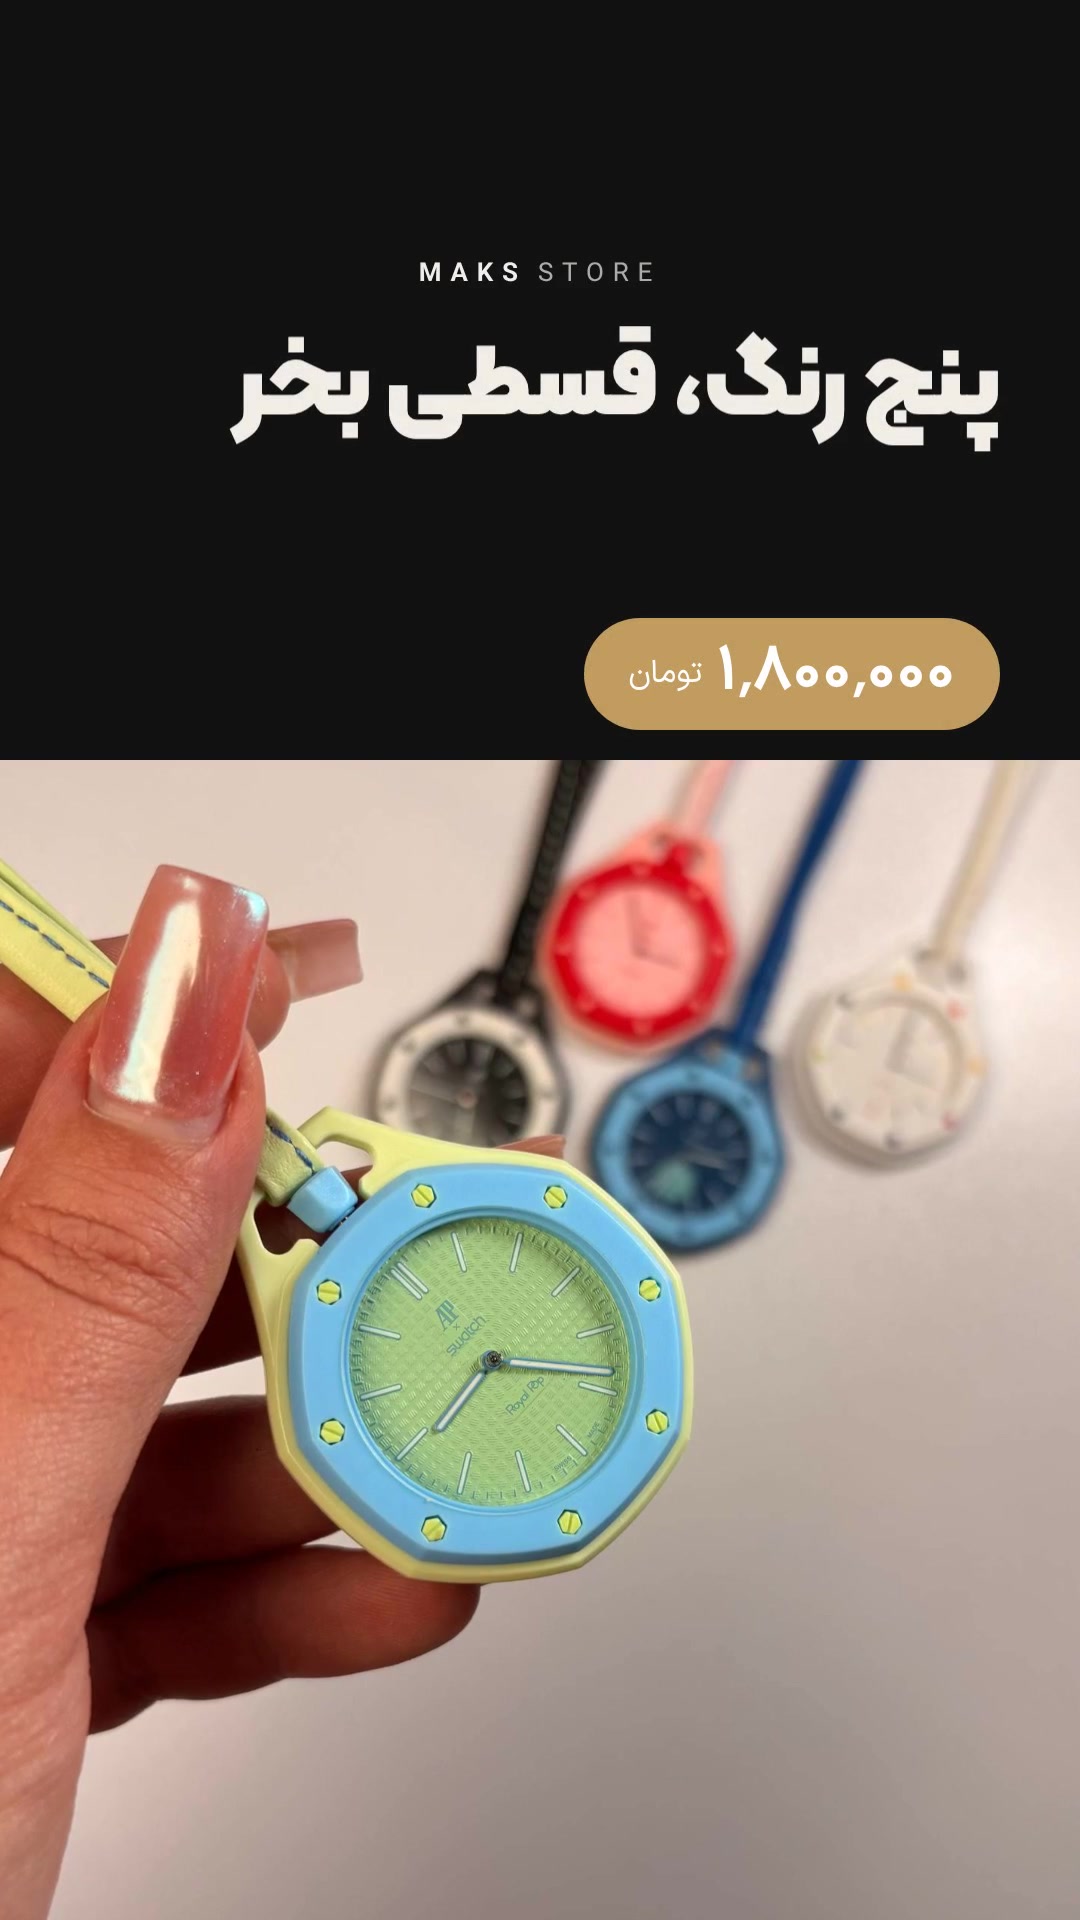 MAKS STORE
پنج رنگ، قسطی بخر
۱,۸۰۰,۰۰۰ تومان
AP
×
swatch
Royal Pop